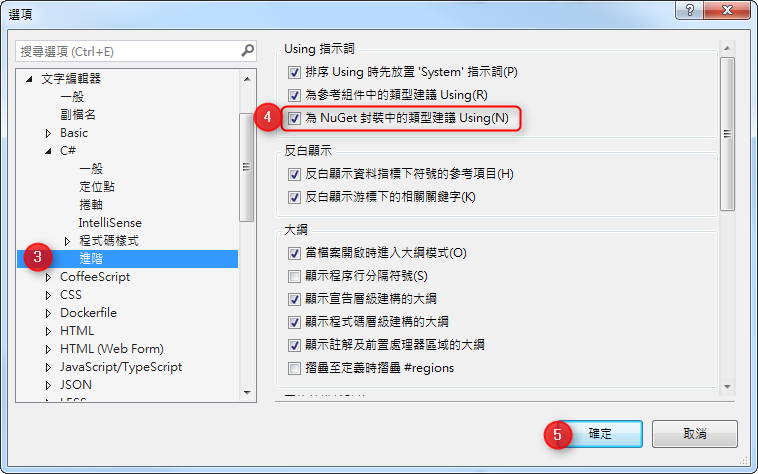 選項
搜尋選項 (Ctrl+E)
文字編輯器
一般
副檔名
Basic
C#
一般
定位點
捲軸
IntelliSense
程式碼樣式
3
進階
CoffeeScript
CSS
Dockerfile
HTML
HTML (Web Form)
JavaScript/TypeScript
JSON
LESS
Using 指示詞
排序 Using 時先放置 'System' 指示詞(P)
為參考組件中的類型建議 Using(R)
4
為 NuGet 封裝中的類型建議 Using(N)
反白顯示
反白顯示資料指標下符號的參考項目(H)
反白顯示游標下的相關關鍵字(K)
大綱
當檔案開啟時進入大綱模式(O)
顯示程序行分隔符號(S)
顯示宣告層級建構的大綱
顯示程式碼層級建構的大綱
顯示註解及前置處理器區域的大綱
摺疊至定義時摺疊 #regions
5
確定
取消